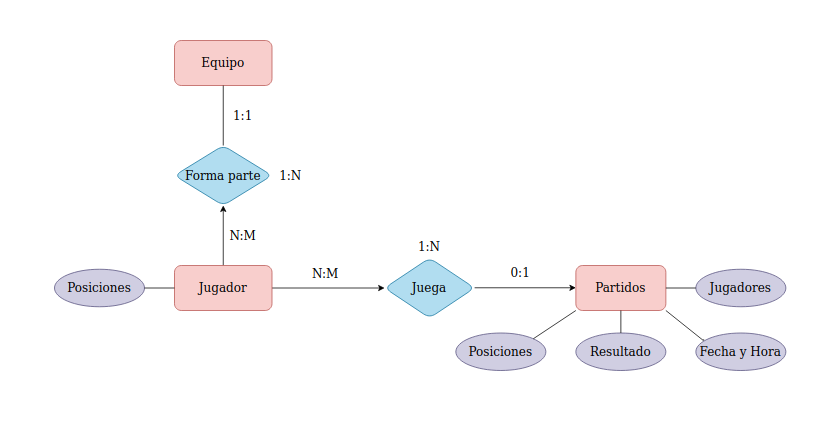 Equipo
1:1
Forma parte
1:N
N:M
1:N
Posiciones
Jugador
N:M
Juega
0:1
Partidos
Jugadores
Posiciones
Resultado
Fecha y Hora